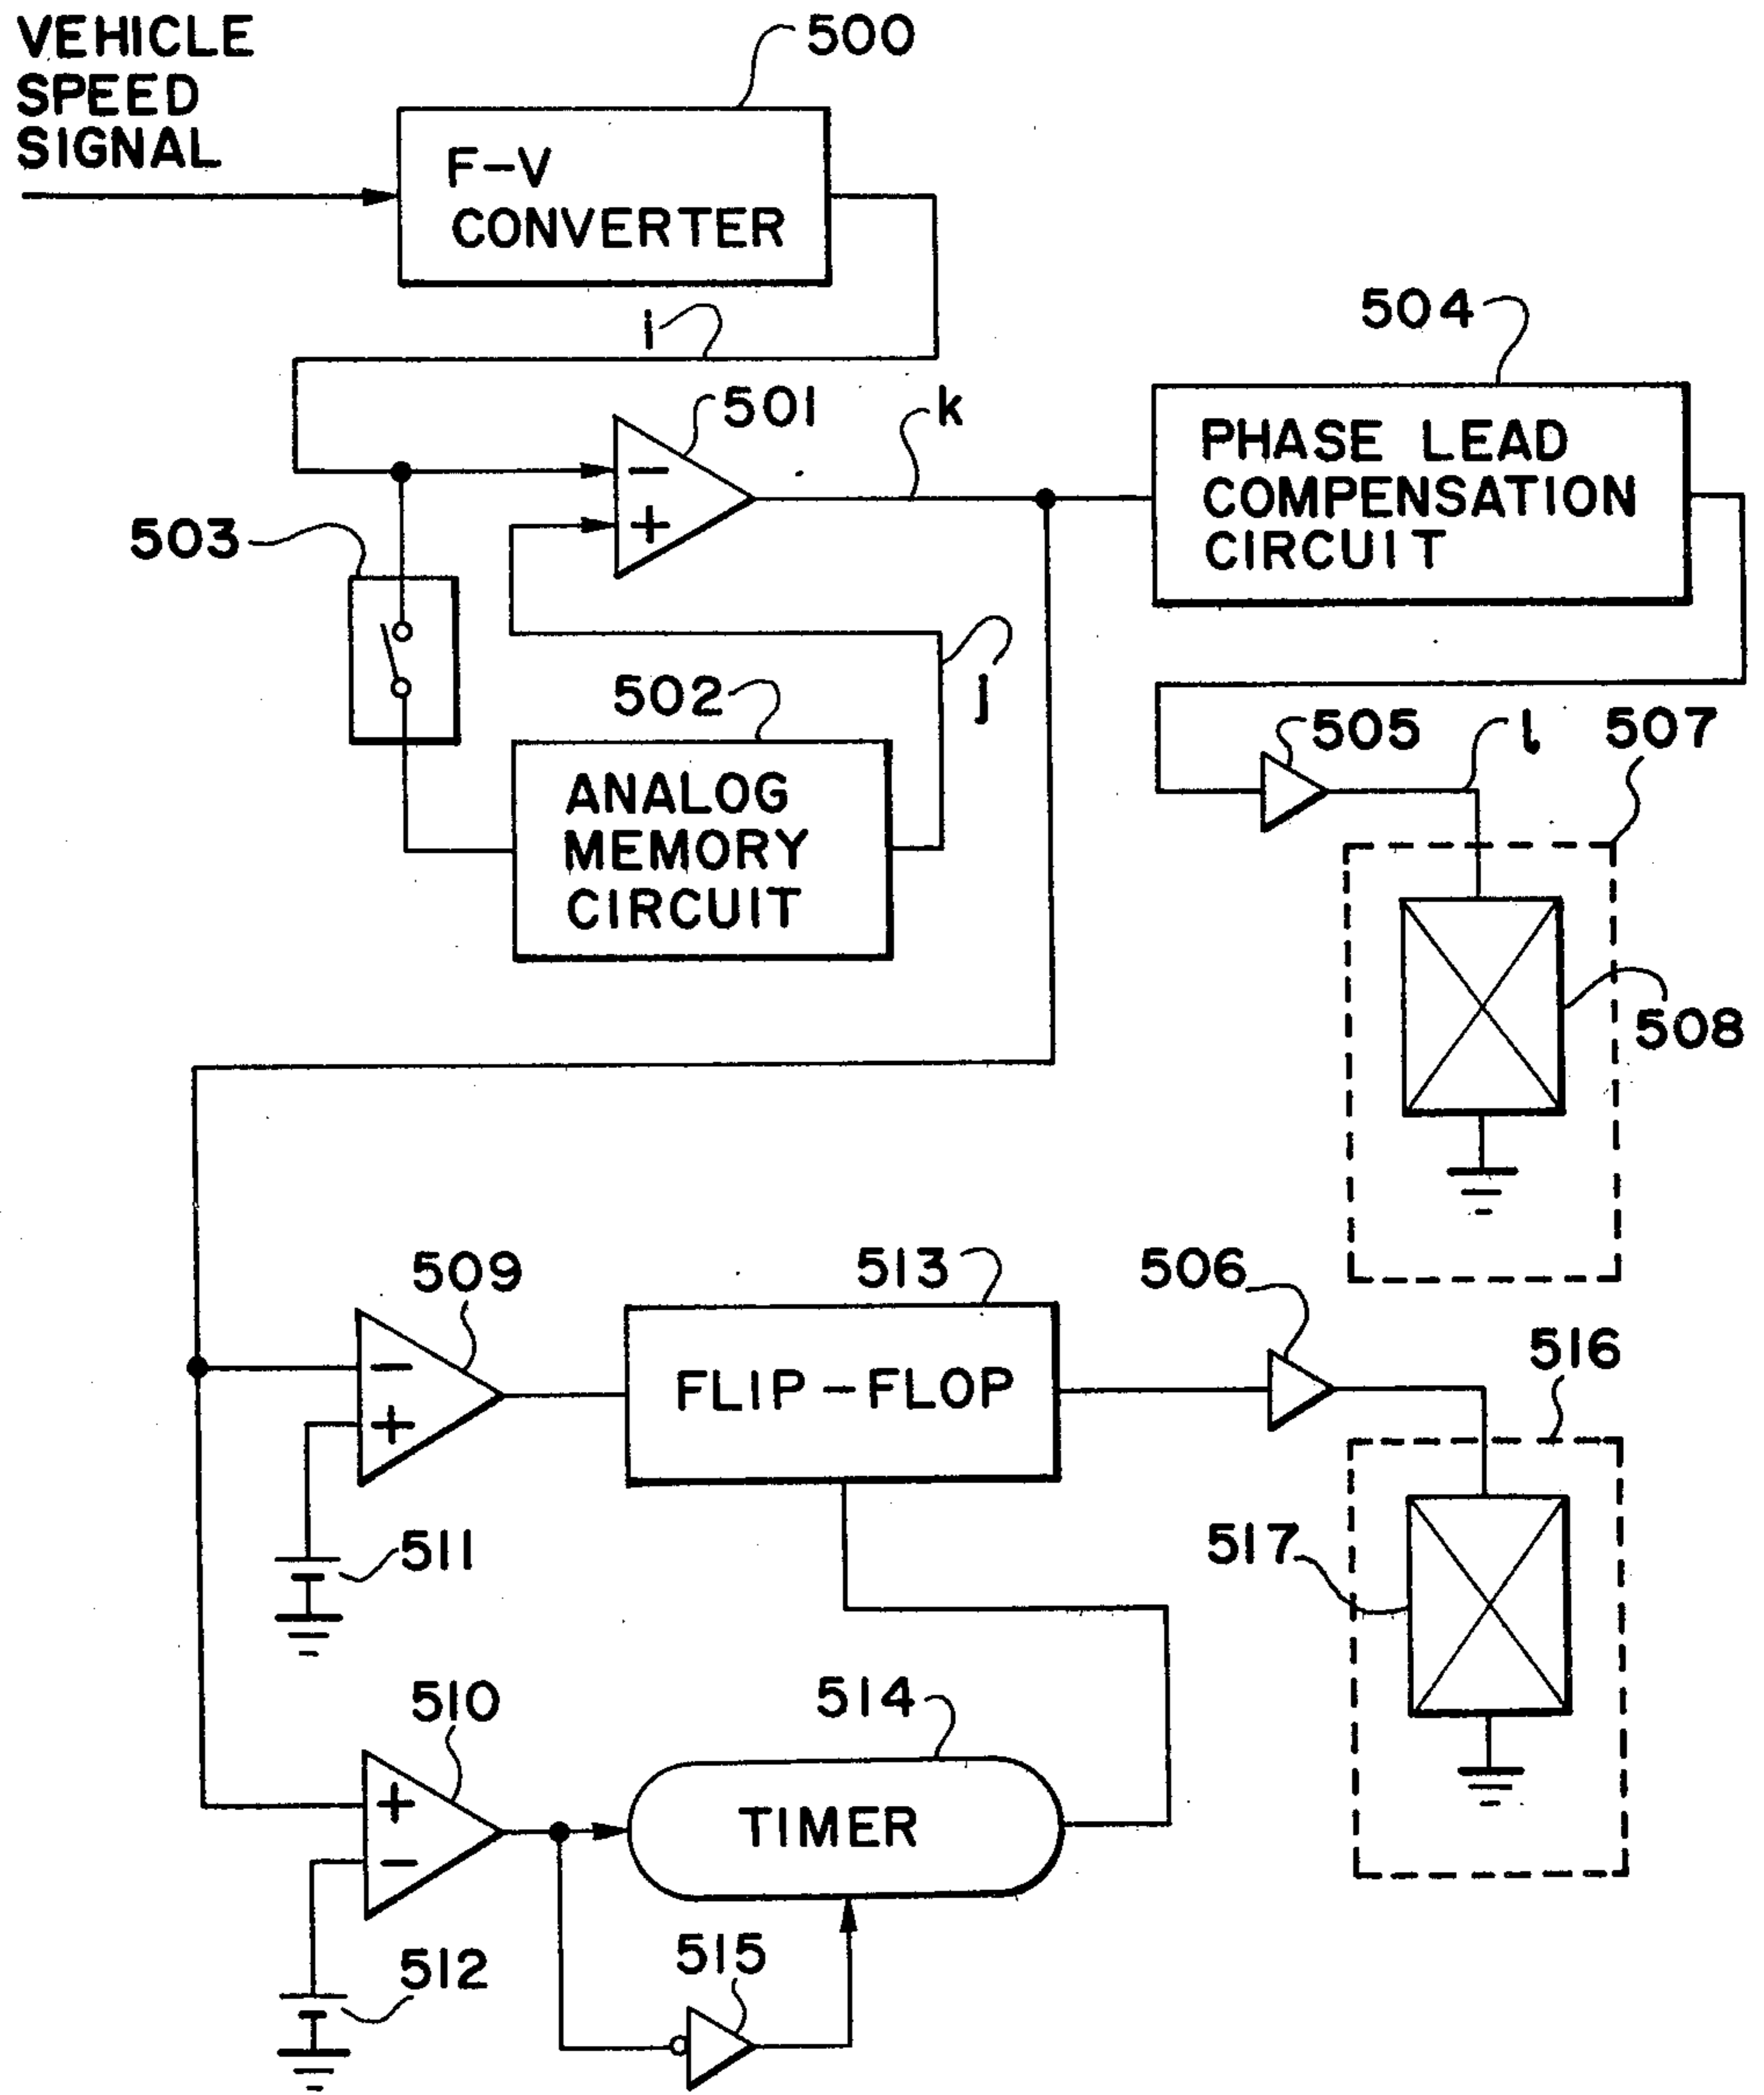 VEHICLE
SPEED
SIGNAL
500
F-V
CONVERTER
i
504
501
k
PHASE LEAD
COMPENSATION
CIRCUIT
503
+
−
j
502
ANALOG
MEMORY
CIRCUIT
505
l
507
508
509
513
506
−
+
FLIP-FLOP
516
511
517
510
514
+
−
TIMER
512
515